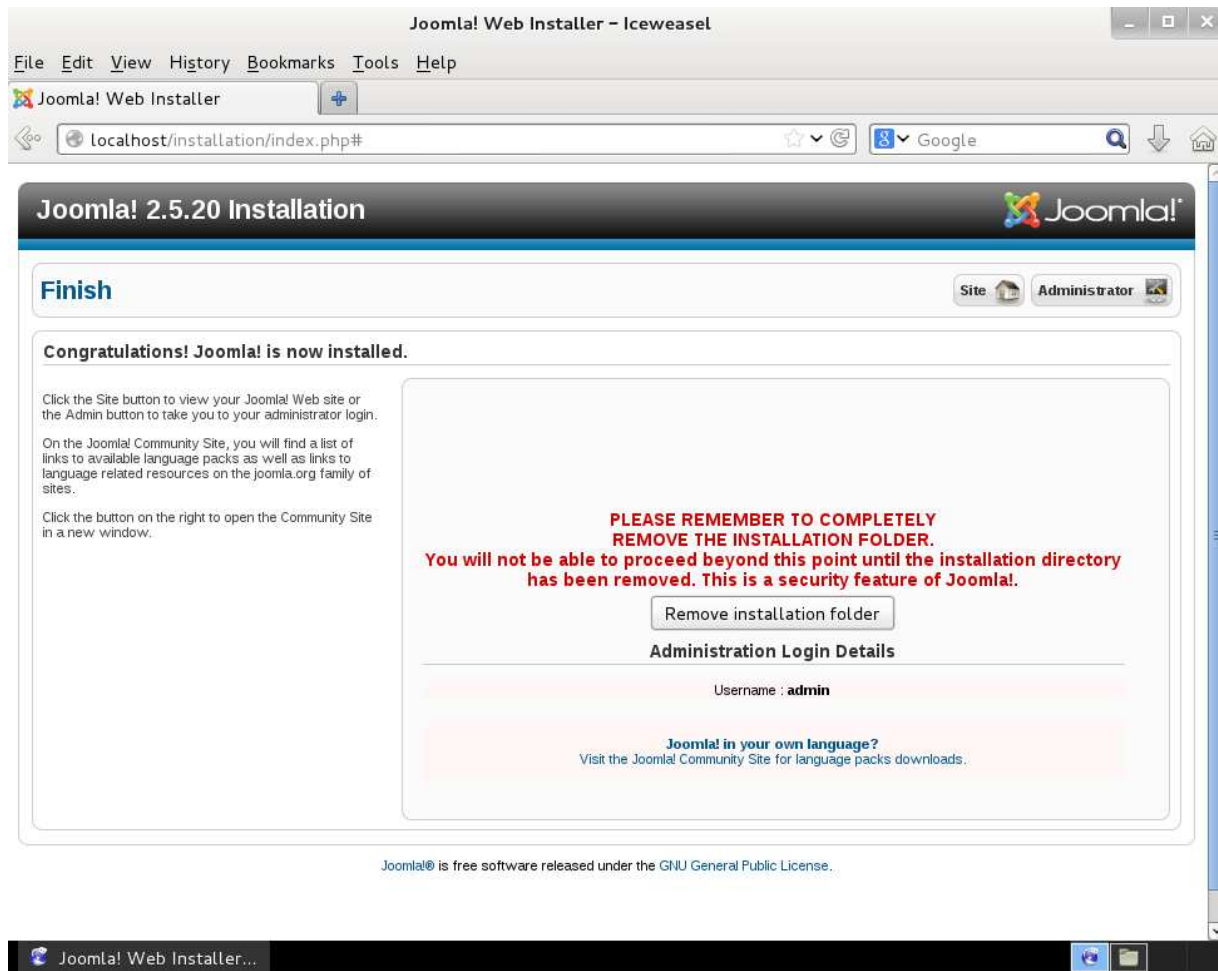 Joomla! Web Installer – Iceweasel
File Edit View History Bookmarks Tools Help
Joomla! Web Installer
localhost/installation/index.php#
Google
Joomla! 2.5.20 Installation
Joomla!
Finish
Site
Administrator
Congratulations! Joomla! is now installed.
Click the Site button to view your Joomla! Web site or
the Admin button to take you to your administrator login.
On the Joomla! Community Site, you will find a list of
links to available language packs as well as links to
language related resources on the joomla.org family of
sites.
Click the button on the right to open the Community Site
in a new window.
PLEASE REMEMBER TO COMPLETELY
REMOVE THE INSTALLATION FOLDER.
You will not be able to proceed beyond this point until the installation directory
has been removed. This is a security feature of Joomla!.
Remove installation folder
Administration Login Details
Username : admin
Joomla! in your own language?
Visit the Joomla! Community Site for language packs downloads.
Joomla!® is free software released under the GNU General Public License.
Joomla! Web Installer...